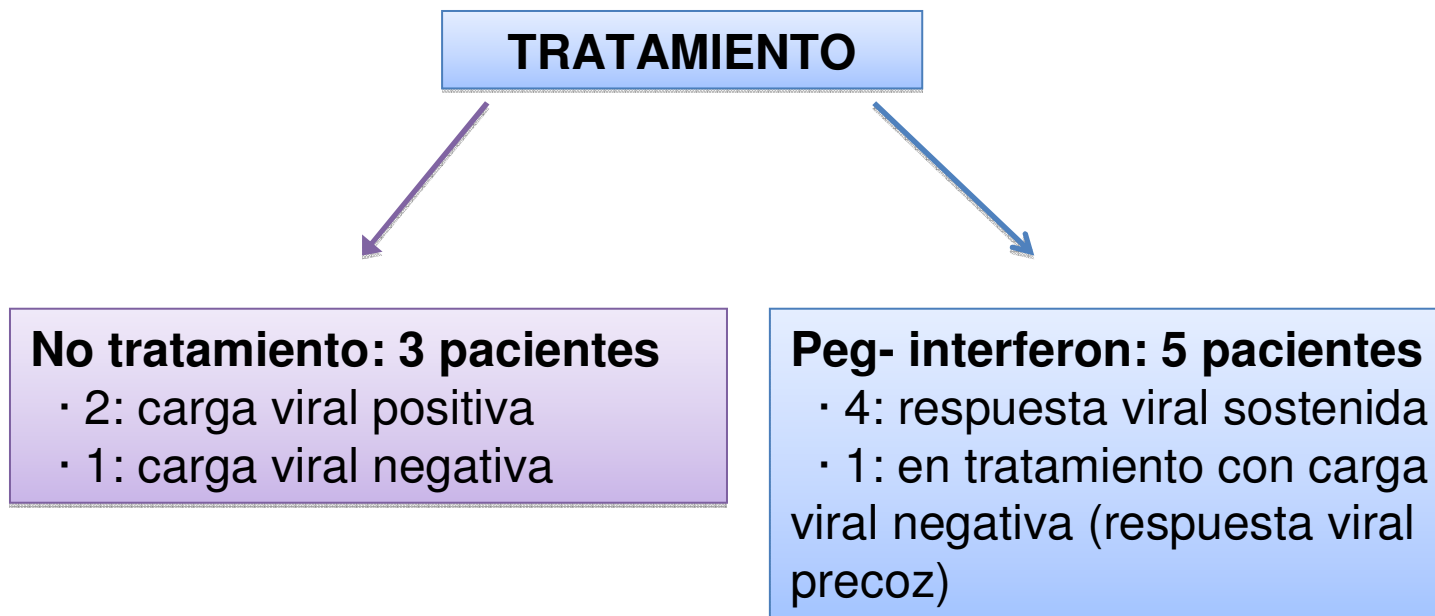 TRATAMIENTO
No tratamiento: 3 pacientes
· 2: carga viral positiva
· 1: carga viral negativa
Peg- interferon: 5 pacientes
· 4: respuesta viral sostenida
· 1: en tratamiento con carga
viral negativa (respuesta viral
precoz)